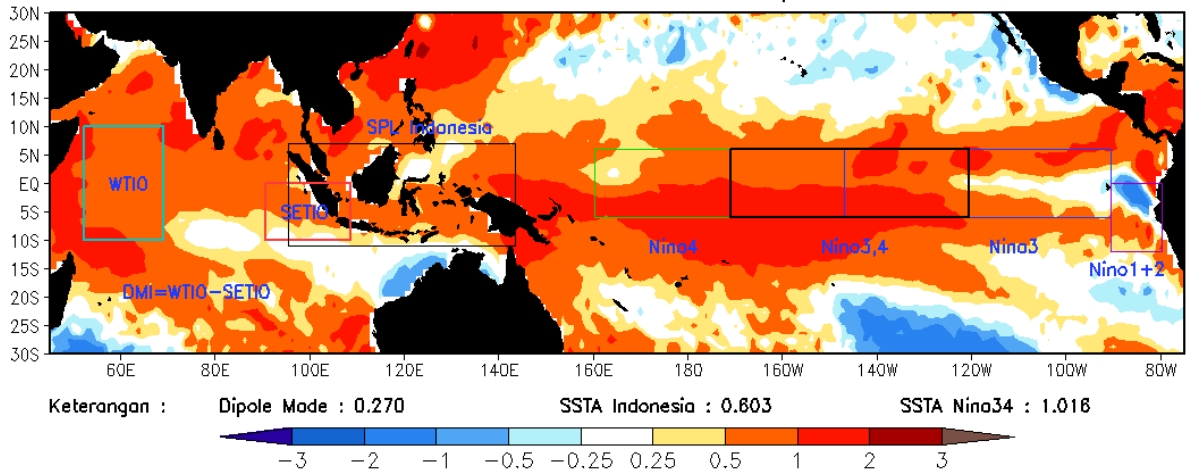 30N
25N
20N
15N
10N
5N
EQ
5S
10S
15S
20S
25S
30S
SPL Indonesia
WTIO
SETIO
Nino4
Nino3,4
Nino3
Nino1+2
DMI=WTIO-SETIO
60E 80E 100E 120E 140E 160E 180 160W 140W 120W 100W 80W
Keterangan : Dipole Mode : 0.270 SSTA Indonesia : 0.603 SSTA Nino34 : 1.016
-3 -2 -1 -0.5 -0.25 0.25 0.5 1 2 3